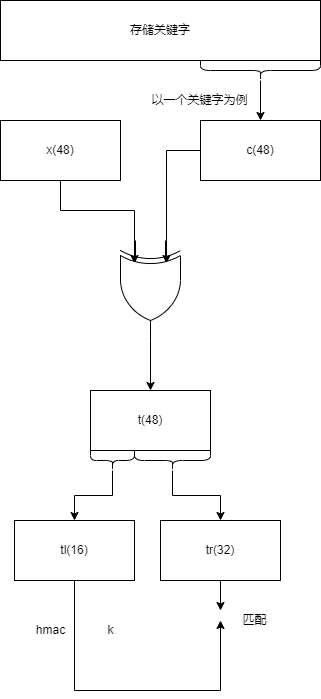 存储关键字
以一个关键字为例
x(48)
c(48)
t(48)
tl(16)
tr(32)
hmac
k
匹配